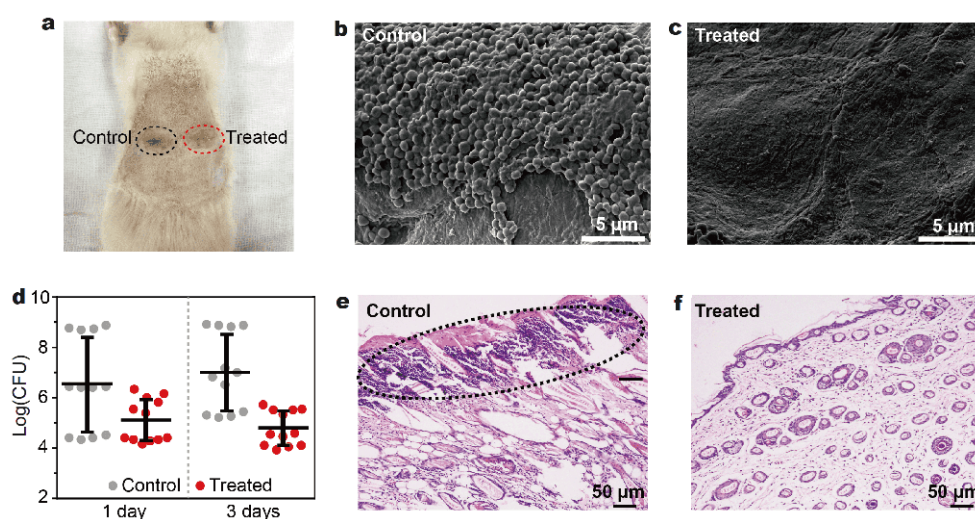 a
Control
Treated
b
Control
5 μm
c
Treated
5 μm
d
10
8
6
4
2
Log(CFU)
Control
Treated
1 day
3 days
e
Control
50 μm
f
Treated
50 μm